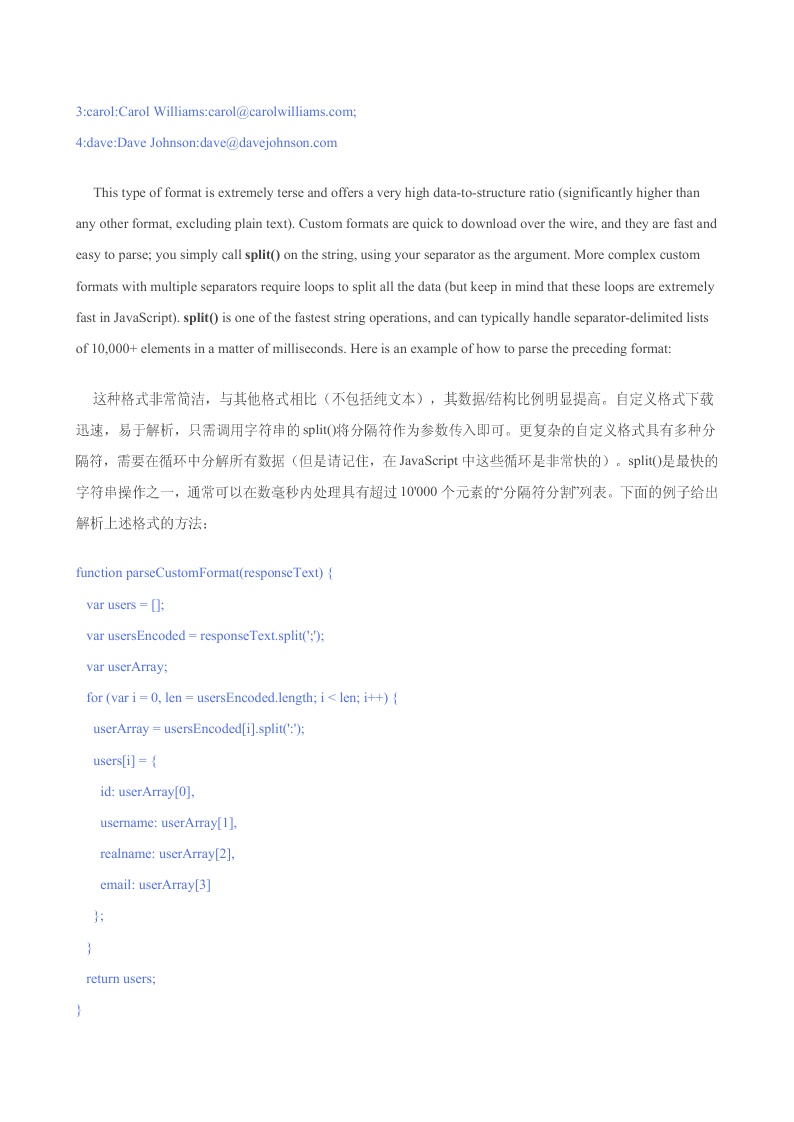 3:carol:Carol Williams:carol@carolwilliams.com;
4:dave:Dave Johnson:dave@davejohnson.com
This type of format is extremely terse and offers a very high data-to-structure ratio (significantly higher than
any other format, excluding plain text). Custom formats are quick to download over the wire, and they are fast and
easy to parse; you simply call split() on the string, using your separator as the argument. More complex custom
formats with multiple separators require loops to split all the data (but keep in mind that these loops are extremely
fast in JavaScript). split() is one of the fastest string operations, and can typically handle separator-delimited lists
of 10,000+ elements in a matter of milliseconds. Here is an example of how to parse the preceding format:
这种格式非常简洁，与其他格式相比（不包括纯文本），其数据/结构比例明显提高。自定义格式下载
迅速，易于解析，只需调用字符串的 split()将分隔符作为参数传入即可。更复杂的自定义格式具有多种分
隔符，需要在循环中分解所有数据（但是请记住，在 JavaScript 中这些循环是非常快的）。split()是最快的
字符串操作之一，通常可以在数毫秒内处理具有超过 10'000 个元素的“分隔符分割”列表。下面的例子给出
解析上述格式的方法：
function parseCustomFormat(responseText) {
var users = [];
var usersEncoded = responseText.split(';');
var userArray;
for (var i = 0, len = usersEncoded.length; i < len; i++) {
userArray = usersEncoded[i].split(':');
users[i] = {
id: userArray[0],
username: userArray[1],
realname: userArray[2],
email: userArray[3]
};
}
return users;
}